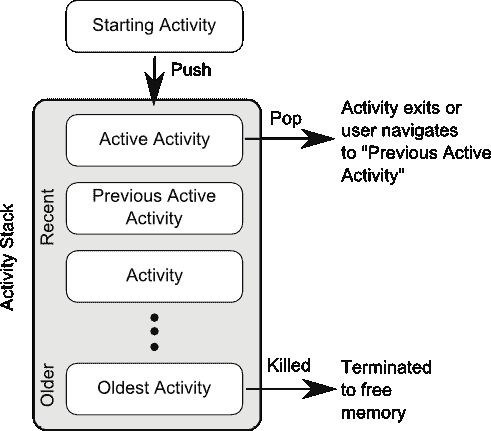 Starting Activity
Push
Active Activity
Pop
Activity exits or
user navigates
to "Previous Active
Activity"
Previous Active
Activity
Recent
Activity
Activity Stack
Older
Oldest Activity
Killed
Terminated
to free
memory